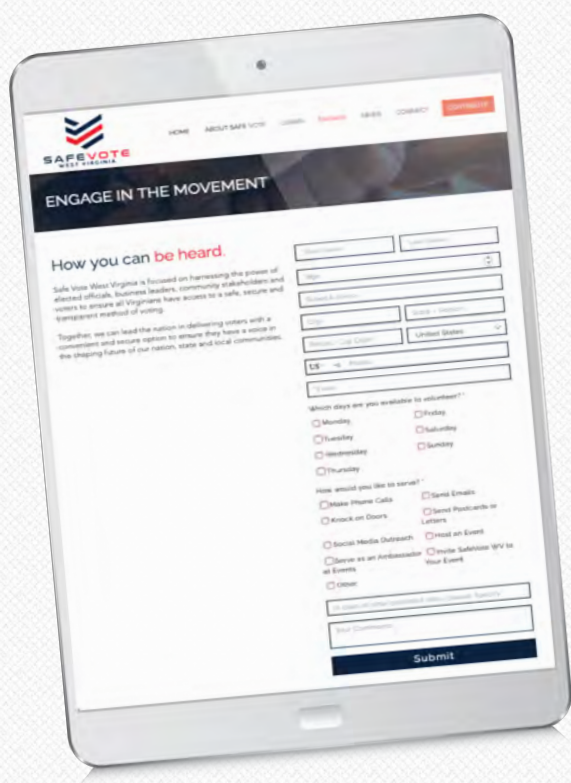 SAFEVOTE
WEST VIRGINIA
HOME ABOUT SAFE VOTE LEARN ENGAGE NEWS CONTACT CONTRIBUTE
ENGAGE IN THE MOVEMENT
How you can be heard.
Safe Vote West Virginia is focused on harnessing the power of
elected officials, business leaders, community stakeholders and
voters to ensure all Virginians have access to a safe, secure and
transparent method of voting.
Together, we can lead the nation in delivering voters with a
convenient and secure option to ensure they have a voice in
the shaping future of our nation, state and local communities.
City
United States
US Phone
Which days are you available to volunteer? *
Monday Friday
Tuesday Saturday
Wednesday Sunday
Thursday
How would you like to serve? *
Make Phone Calls Send Emails
Knock on Doors Send Postcards or
Letters
Social Media Outreach Host an Event
Serve as an Ambassador Invite SafeVote WV to
at Events Your Event
Other
Your Comments
Submit